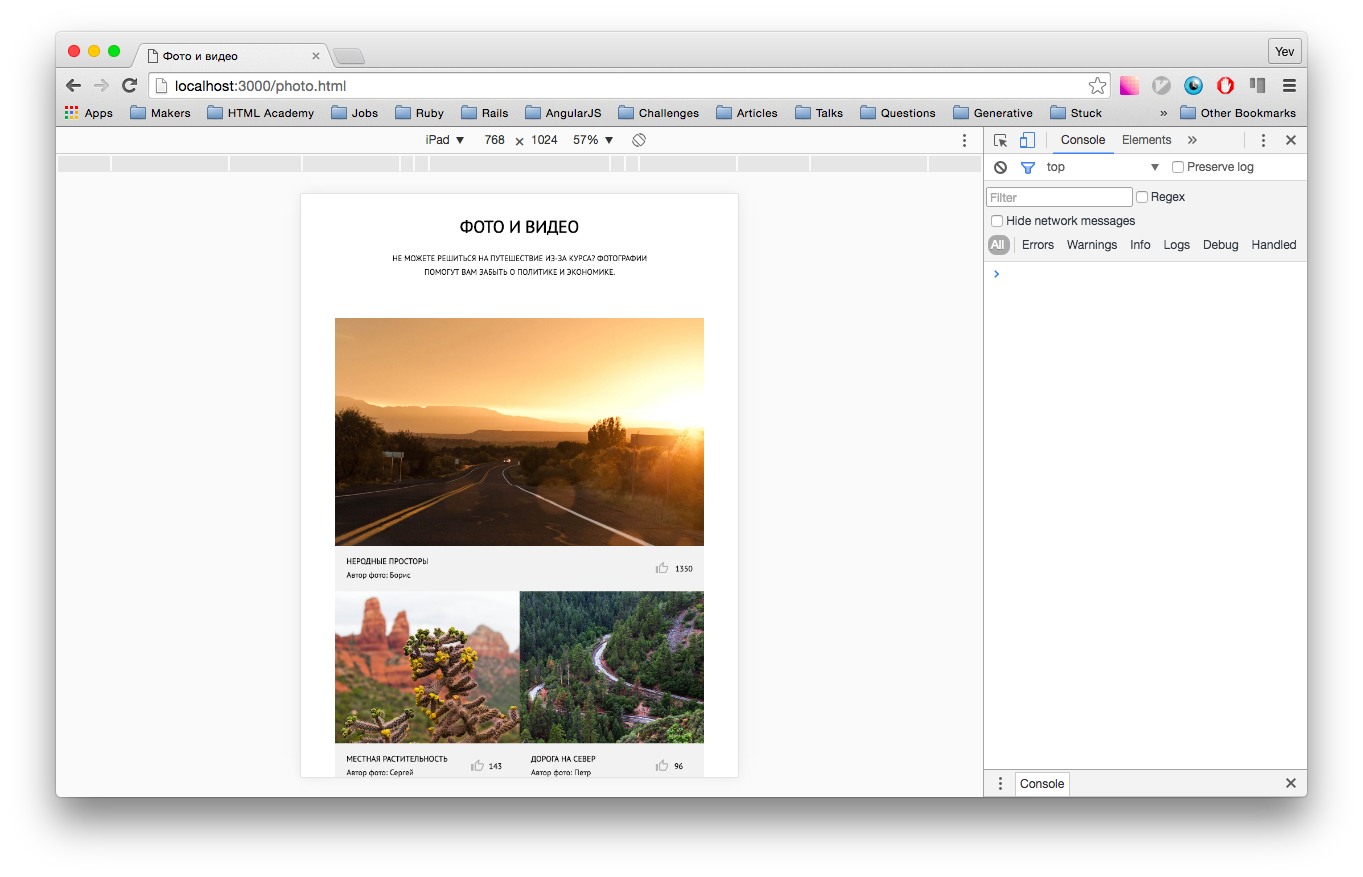 Фото и видео
Yev
localhost:3000/photo.html
Apps Makers HTML Academy Jobs Ruby Rails AngularJS Challenges Articles Talks Questions Generative Stuck » Other Bookmarks
iPad ▼ 768 × 1024 57% ▼
Console Elements »
top ▼ Preserve log
Filter Regex
Hide network messages
All Errors Warnings Info Logs Debug Handled
ФОТО И ВИДЕО
НЕ МОЖЕТЕ РЕШИТЬСЯ НА ПУТЕШЕСТВИЕ ИЗ-ЗА КУРСА? ФОТОГРАФИИ
ПОМОГУТ ВАМ ЗАБЫТЬ О ПОЛИТИКЕ И ЭКОНОМИКЕ.
НЕРОДНЫЕ ПРОСТОРЫ
Автор фото: Борис
1350
МЕСТНАЯ РАСТИТЕЛЬНОСТЬ
Автор фото: Сергей
143
ДОРОГА НА СЕВЕР
Автор фото: Петр
96
Console